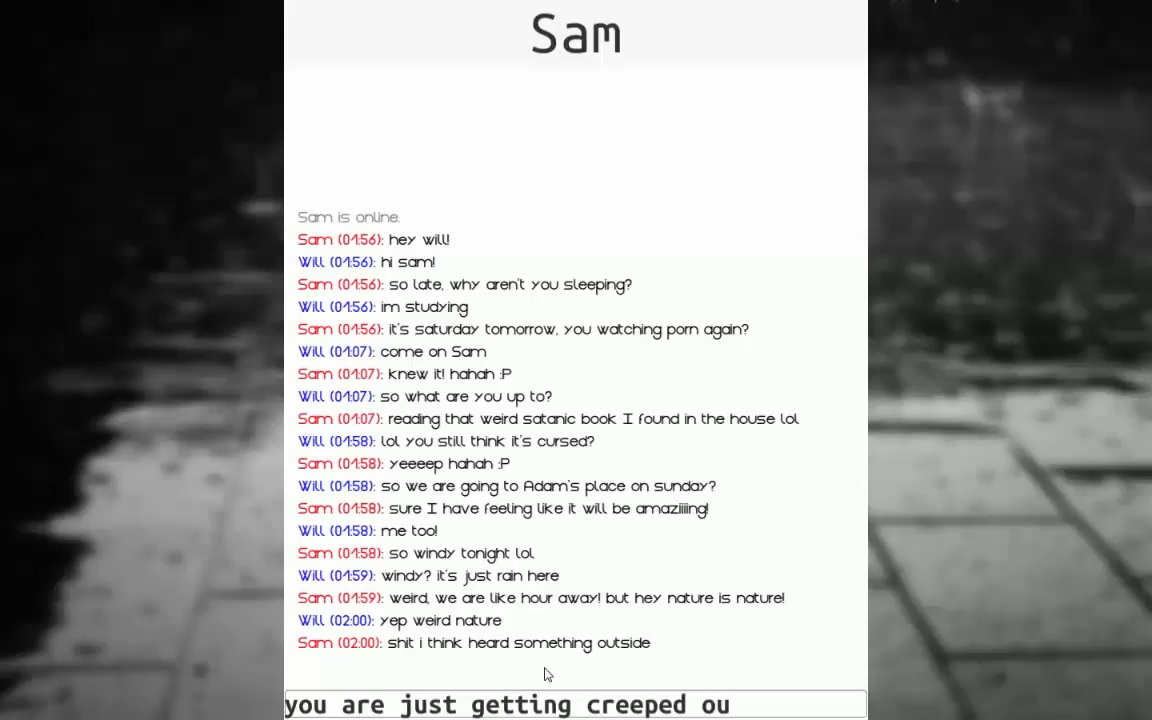 Sam
Sam is online.
Sam (01:56): hey will!
Will (01:56): hi sam!
Sam (01:56): so late, why aren't you sleeping?
Will (01:56): im studying
Sam (01:56): it's saturday tomorrow, you watching porn again?
Will (01:07): come on Sam
Sam (01:07): knew it! hahah :P
Will (01:07): so what are you up to?
Sam (01:07): reading that weird satanic book I found in the house lol
Will (01:58): lol you still think it's cursed?
Sam (01:58): yeeeep hahah :P
Will (01:58): so we are going to Adam's place on sunday?
Sam (01:58): sure I have feeling like it will be amaziiiing!
Will (01:58): me too!
Sam (01:58): so windy tonight lol
Will (01:59): windy? it's just rain here
Sam (01:59): weird, we are like hour away! but hey nature is nature!
Will (02:00): yep weird nature
Sam (02:00): shit i think heard something outside
you are just getting creeped ou